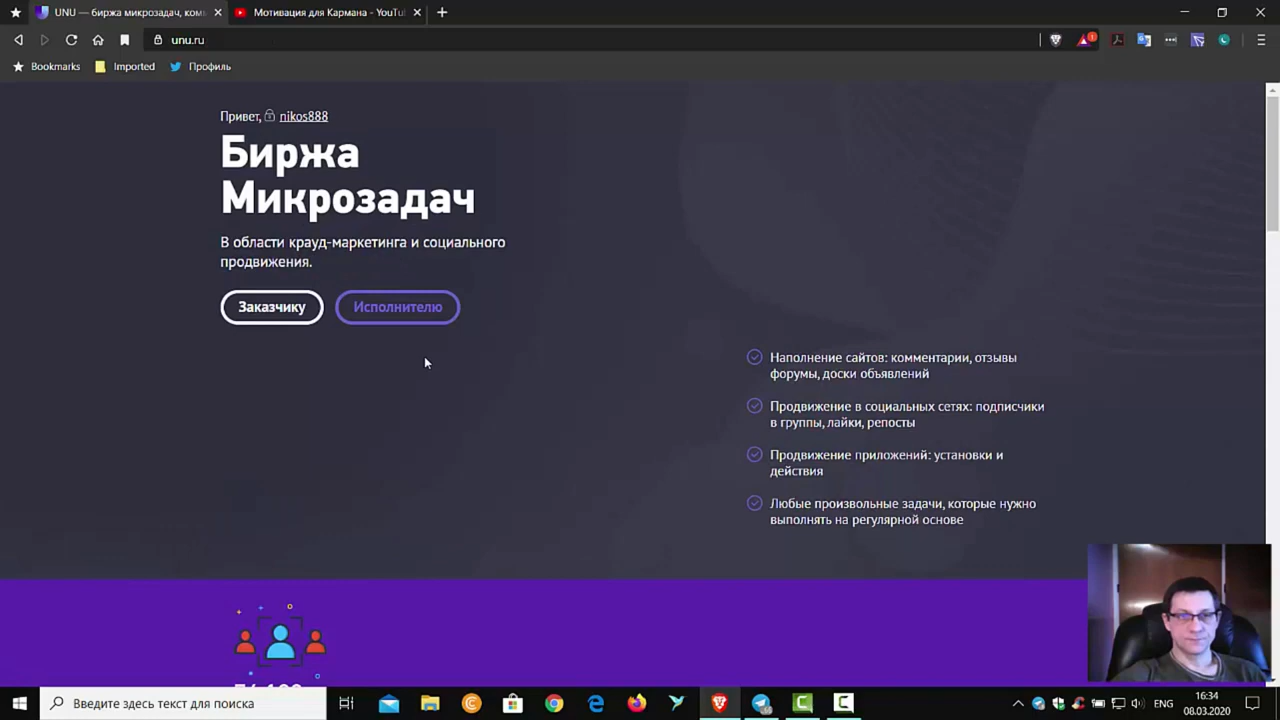 UNU — биржа микрозадач, ком
Мотивация для Кармана - YouTu
unu.ru
Bookmarks
Imported
Профиль
Привет, nikos888
Биржа
Микрозадач
В области крауд-маркетинга и социального
продвижения.
Заказчику
Исполнителю
Наполнение сайтов: комментарии, отзывы
форумы, доски объявлений
Продвижение в социальных сетях: подписчики
в группы, лайки, репосты
Продвижение приложений: установки и
действия
Любые произвольные задачи, которые нужно
выполнять на регулярной основе
Введите здесь текст для поиска
ENG
16:34
08.03.2020